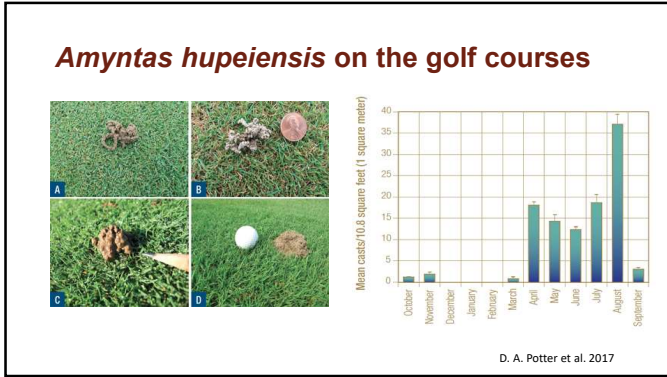 Amyntas hupeiensis on the golf courses
A
B
C
D
Mean casts/10.8 square feet (1 square meter)
40
35
30
25
20
15
10
5
0
October
November
December
January
February
March
April
May
June
July
August
September
D. A. Potter et al. 2017